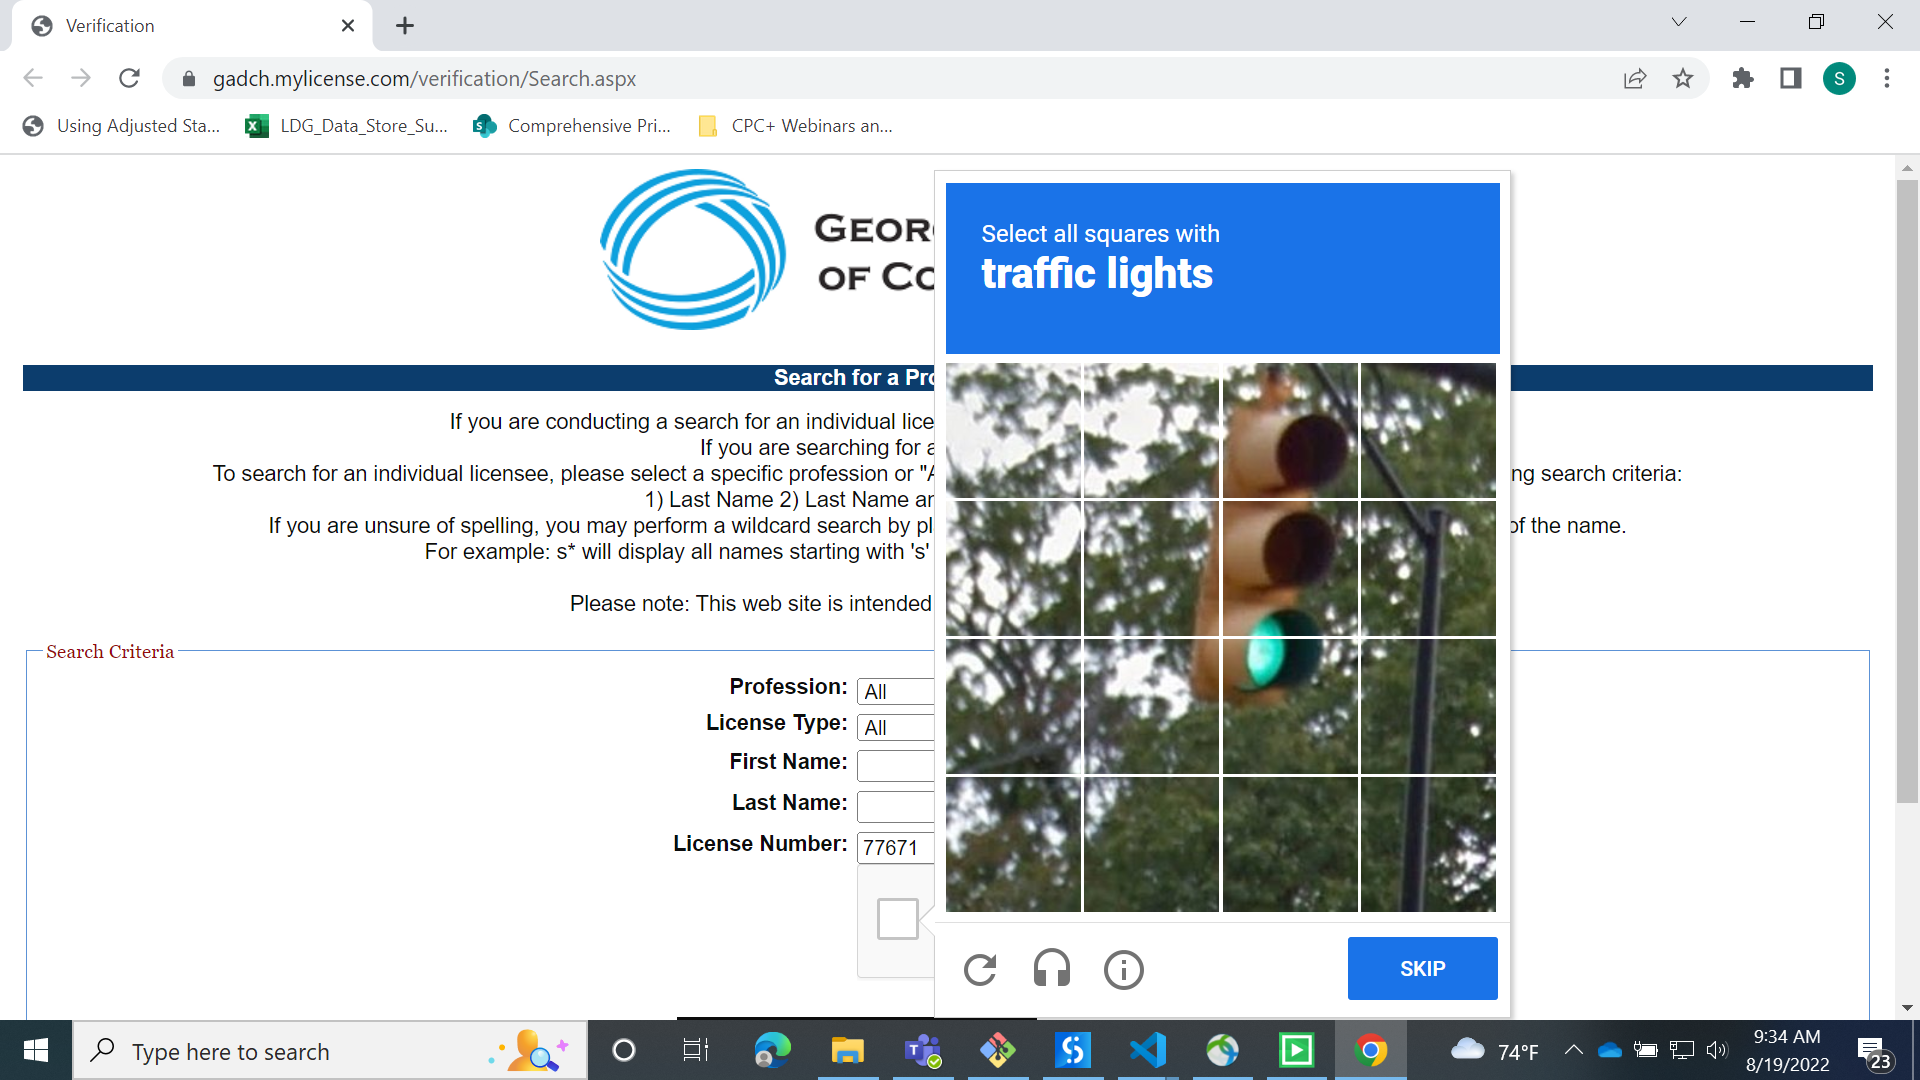 Verification
gadch.mylicense.com/verification/Search.aspx
S
Using Adjusted Sta...
LDG_Data_Store_Su...
Comprehensive Pri...
CPC+ Webinars an...
GEOR
OF CO
Select all squares with
traffic lights
Search for a Pro
If you are conducting a search for an individual lice
If you are searching for a
To search for an individual licensee, please select a specific profession or "A
ng search criteria:
1) Last Name 2) Last Name an
If you are unsure of spelling, you may perform a wildcard search by pl
of the name.
For example: s* will display all names starting with 's'
Please note: This web site is intended
Search Criteria
Profession: All
License Type: All
First Name:
Last Name:
License Number: 77671
SKIP
Type here to search
74°F
9:34 AM
8/19/2022
23